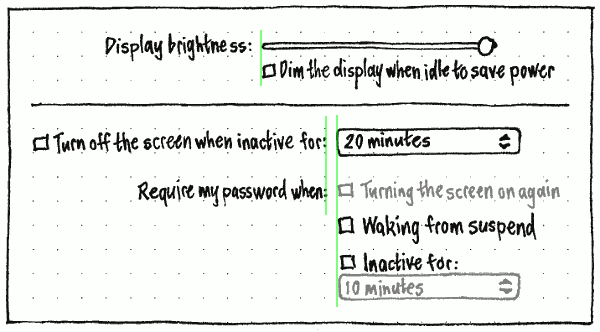 Display brightness:
Dim the display when idle to save power
Turn off the screen when inactive for: 20 minutes
Require my password when: Turning the screen on again
Waking from suspend
Inactive for:
10 minutes